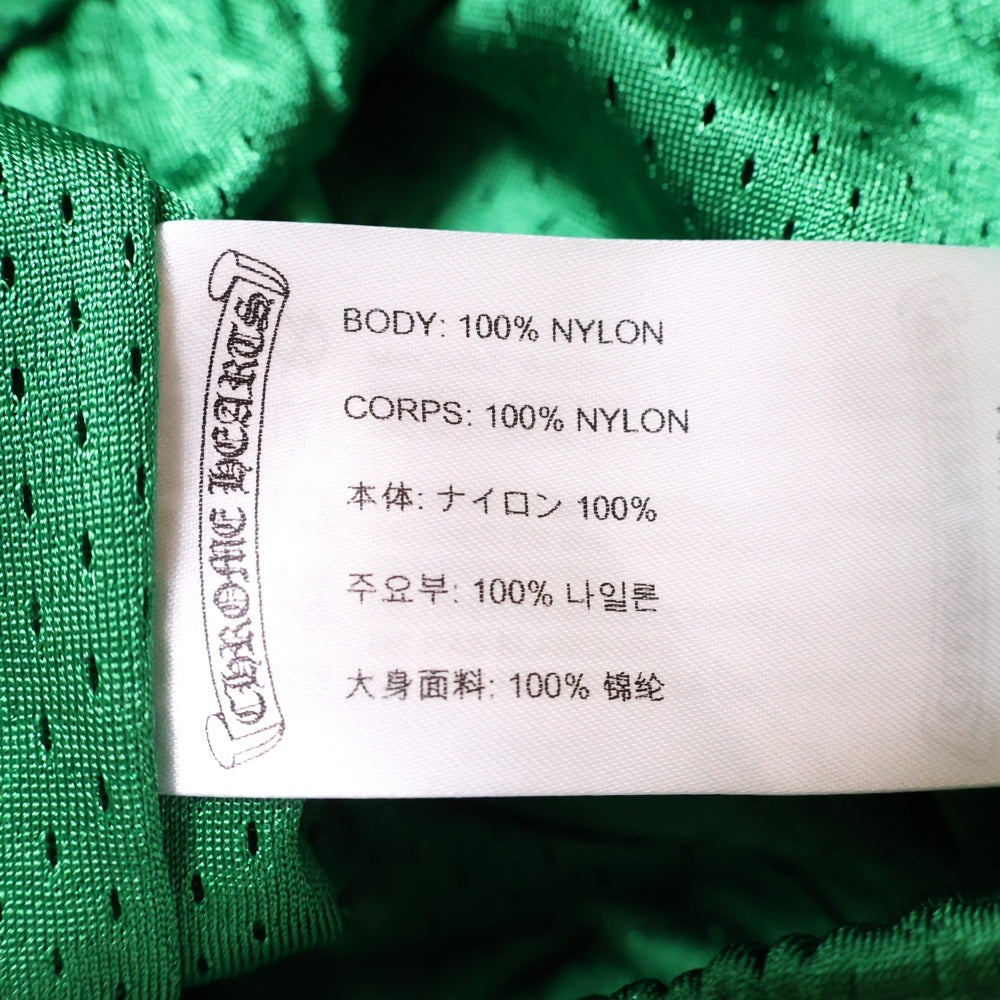 CHROME HEARTS
BODY: 100% NYLON
CORPS: 100% NYLON
本体: ナイロン 100%
주요부: 100% 나일론
大身面料: 100% 锦纶